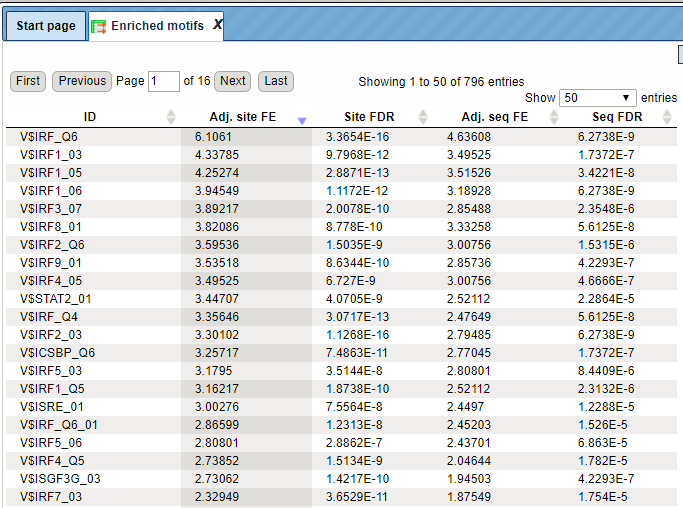 Start page Enriched motifs X
First Previous Page 1 of 16 Next Last Showing 1 to 50 of 796 entries
Show 50 entries
ID Adj. site FE Site FDR Adj. seq FE Seq FDR
V$IRF_Q6 6.1061 3.3654E-16 4.63608 6.2738E-9
V$IRF1_03 4.33785 9.7968E-12 3.49525 1.7372E-7
V$IRF1_05 4.25274 2.8871E-13 3.51526 3.4221E-8
V$IRF1_06 3.94549 1.1172E-12 3.18928 6.2738E-9
V$IRF3_07 3.89217 2.0078E-10 2.85488 2.3548E-6
V$IRF8_01 3.82086 8.778E-10 3.33258 5.6125E-8
V$IRF2_Q6 3.59536 1.5035E-9 3.00756 1.5315E-6
V$IRF9_01 3.53518 8.6344E-10 2.85736 4.2293E-7
V$IRF4_05 3.49525 6.727E-9 3.00756 4.6666E-7
V$STAT2_01 3.44707 4.0705E-9 2.52112 2.2864E-5
V$IRF_Q4 3.35646 3.0717E-13 2.47649 5.6125E-8
V$IRF2_03 3.30102 1.1268E-16 2.79485 6.2738E-9
V$ICSBP_Q6 3.25717 7.4863E-11 2.77045 1.7372E-7
V$IRF5_03 3.1795 3.5144E-8 2.80801 8.4409E-6
V$IRF1_Q5 3.16217 1.8738E-10 2.52112 2.3132E-6
V$ISRE_01 3.00276 7.5564E-8 2.4497 1.2288E-5
V$IRF_Q6_01 2.86599 1.2313E-8 2.45203 1.526E-5
V$IRF5_06 2.80801 2.8862E-7 2.43701 6.863E-5
V$IRF4_Q5 2.73852 1.5134E-9 2.04644 1.782E-5
V$ISGF3G_03 2.73062 1.4217E-10 1.94503 4.2293E-7
V$IRF7_03 2.32949 3.6529E-11 1.87549 1.754E-5